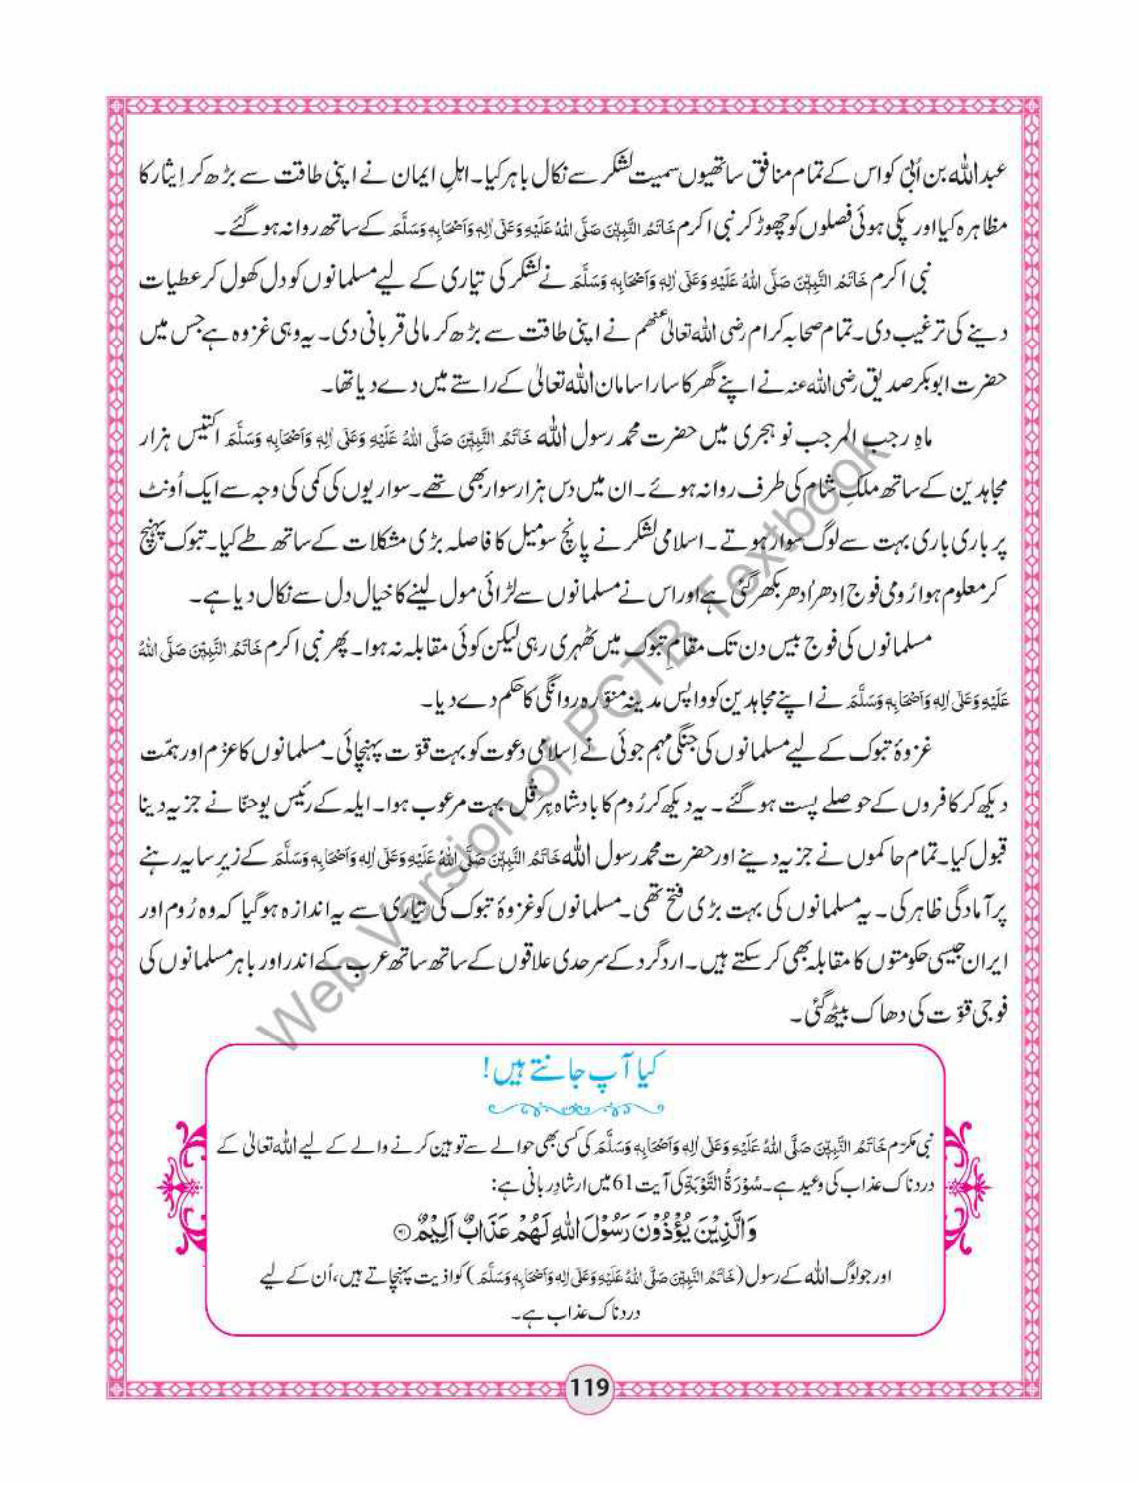 عبداللہ بن اُبَیّ کو اس کے تمام منافق ساتھیوں سمیت لشکر سے نکال باہر کیا۔ اہلِ ایمان نے اپنی طاقت سے بڑھ کر اِیثار کا
مظاہرہ کیا اور پکی ہوئی فصلوں کو چھوڑ کر نبی اکرم خَاتَمُ النَّبِیّٖنَ صَلَّی اللّٰہُ عَلَیْہِ وَعَلٰٓی اٰلِہٖ وَاَصْحَابِہٖ وَسَلَّمَ کے ساتھ روانہ ہو گئے۔
نبی اکرم خَاتَمُ النَّبِیّٖنَ صَلَّی اللّٰہُ عَلَیْہِ وَعَلٰٓی اٰلِہٖ وَاَصْحَابِہٖ وَسَلَّمَ نے لشکر کی تیاری کے لیے مسلمانوں کو دل کھول کر عطیات
دینے کی ترغیب دی۔ تمام صحابہ کرام رضی اللہ تعالیٰ عنھم نے اپنی طاقت سے بڑھ کر مالی قربانی دی۔ یہ وہی غزوہ ہے جس میں
حضرت ابوبکر صدیق رضی اللہ عنہ نے اپنے گھر کا سارا سامان اللہ تعالیٰ کے راستے میں دے دیا تھا۔
ماہِ رجب المرجب نو ہجری میں حضرت محمد رسول اللہ خَاتَمُ النَّبِیّٖنَ صَلَّی اللّٰہُ عَلَیْہِ وَعَلٰٓی اٰلِہٖ وَاَصْحَابِہٖ وَسَلَّمَ اکتیس ہزار
مجاہدین کے ساتھ ملکِ شام کی طرف روانہ ہوئے۔ ان میں دس ہزار سوار بھی تھے۔ سواریوں کی کمی کی وجہ سے ایک اُونٹ
پر باری باری بہت سے لوگ سوار ہوتے۔ اسلامی لشکر نے پانچ سو میل کا فاصلہ بڑی مشکلات کے ساتھ طے کیا۔ تبوک پہنچ
کر معلوم ہوا رُومی فوج اِدھر اُدھر بکھر گئی ہے اور اس نے مسلمانوں سے لڑائی مول لینے کا خیال دل سے نکال دیا ہے۔
مسلمانوں کی فوج بیس دن تک مقامِ تبوک میں ٹھہری رہی لیکن کوئی مقابلہ نہ ہوا۔ پھر نبی اکرم خَاتَمُ النَّبِیّٖنَ صَلَّی اللّٰہُ
عَلَیْہِ وَعَلٰٓی اٰلِہٖ وَاَصْحَابِہٖ وَسَلَّمَ نے اپنے مجاہدین کو واپس مدینہ منوّرہ روانگی کا حکم دے دیا۔
غزوۂ تبوک کے لیے مسلمانوں کی جنگی مہم جوئی نے اِسلامی دعوت کو بہت قوّت پہنچائی۔ مسلمانوں کا عزْم اور ہمّت
دیکھ کر کافروں کے حوصلے پست ہو گئے۔ یہ دیکھ کر رُوم کا بادشاہ ہِرَقْل بہت مرعوب ہوا۔ ایلہ کے رئیس یوحنّا نے جزیہ دینا
قبول کیا۔ تمام حاکموں نے جزیہ دینے اور حضرت محمد رسول اللہ خَاتَمُ النَّبِیّٖنَ صَلَّی اللّٰہُ عَلَیْہِ وَعَلٰٓی اٰلِہٖ وَاَصْحَابِہٖ وَسَلَّمَ کے زیرِ سایہ رہنے
پر آمادگی ظاہر کی۔ یہ مسلمانوں کی بہت بڑی فتح تھی۔ مسلمانوں کو غزوۂ تبوک کی تیاری سے یہ اندازہ ہو گیا کہ وہ رُوم اور
ایران جیسی حکومتوں کا مقابلہ بھی کر سکتے ہیں۔ ارد گرد کے سرحدی علاقوں کے ساتھ ساتھ عرب کے اندر اور باہر مسلمانوں کی
فوجی قوّت کی دھاک بیٹھ گئی۔
Web Version of PCTB Textbook
کیا آپ جانتے ہیں!
نبی مکرّم خَاتَمُ النَّبِیّٖنَ صَلَّی اللّٰہُ عَلَیْہِ وَعَلٰٓی اٰلِہٖ وَاَصْحَابِہٖ وَسَلَّمَ کی کسی بھی حوالے سے توہین کرنے والے کے لیے اللہ تعالیٰ کے
دردناک عذاب کی وعید ہے۔ سُوْرَۃُ التَّوْبَۃِ کی آیت 61 میں ارشادِ ربانی ہے:
وَالَّذِیْنَ یُؤْذُوْنَ رَسُوْلَ اللّٰهِ لَهُمْ عَذَابٌ اَلِیْمٌ ﴿۶۱﴾
اور جو لوگ اللہ کے رسول (خَاتَمُ النَّبِیّٖنَ صَلَّی اللّٰہُ عَلَیْہِ وَعَلٰٓی اٰلِہٖ وَاَصْحَابِہٖ وَسَلَّمَ) کو اذیت پہنچاتے ہیں، اُن کے لیے
دردناک عذاب ہے۔
119